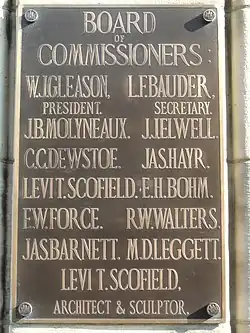 BOARD
OF
COMMISSIONERS:
W.J.GLEASON, L.F.BAUDER,
PRESIDENT. SECRETARY.
J.B.MOLYNEAUX. J.J.ELWELL.
C.C.DEWSTOE. JAS.HAYR.
LEVI T.SCOFIELD. E.H.BOHM.
E.W.FORCE. R.W.WALTERS.
JAS.BARNETT. M.D.LEGGETT.
LEVI T.SCOFIELD,
ARCHITECT & SCULPTOR.